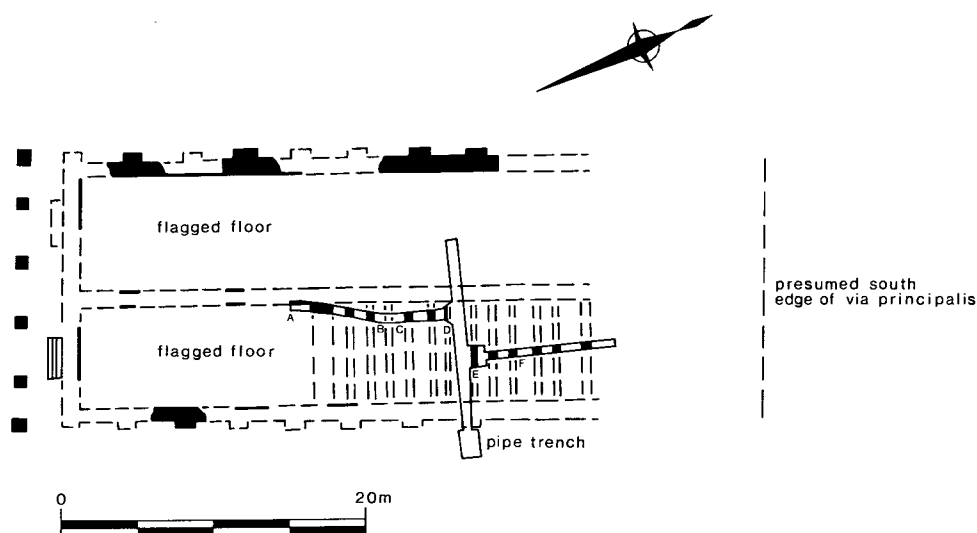 flagged floor
presumed south
edge of via principalis
flagged floor
A
B
C
D
E
F
pipe trench
0
20m